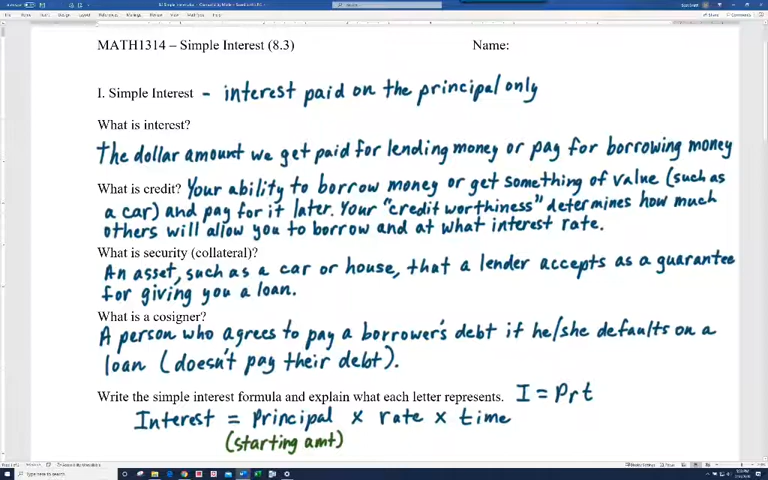 MATH1314 – Simple Interest (8.3) Name:
I. Simple Interest - interest paid on the principal only
What is interest?
The dollar amount we get paid for lending money or pay for borrowing money
What is credit? Your ability to borrow money or get something of value (such as
a car) and pay for it later. Your "credit worthiness" determines how much
others will allow you to borrow and at what interest rate.
What is security (collateral)?
An asset, such as a car or house, that a lender accepts as a guarantee
for giving you a loan.
What is a cosigner?
A person who agrees to pay a borrower's debt if he/she defaults on a
loan (doesn't pay their debt).
Write the simple interest formula and explain what each letter represents. I = Prt
Interest = Principal x rate x time
(starting amt)
Type here to search